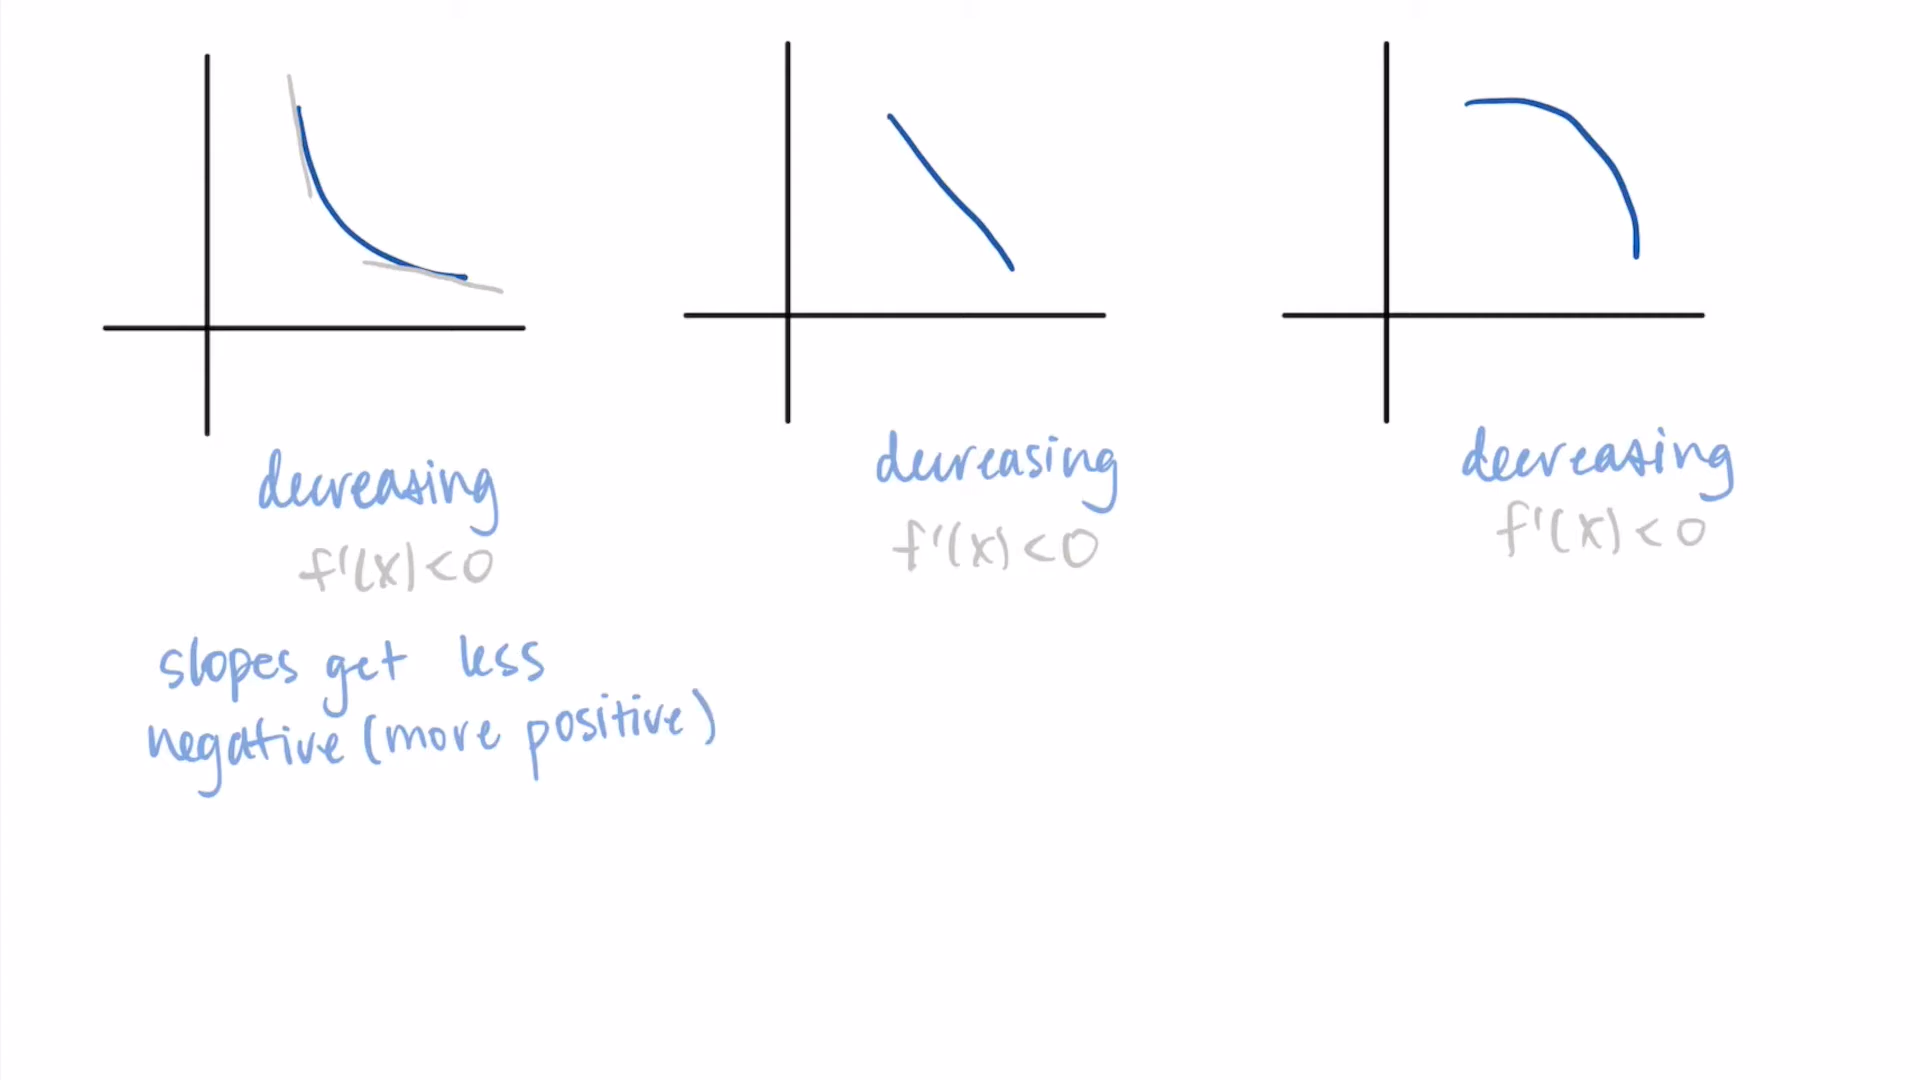 decreasing
f'(x)<0
slopes get less
negative (more positive)
decreasing
f'(x)<0
decreasing
f'(x)<0